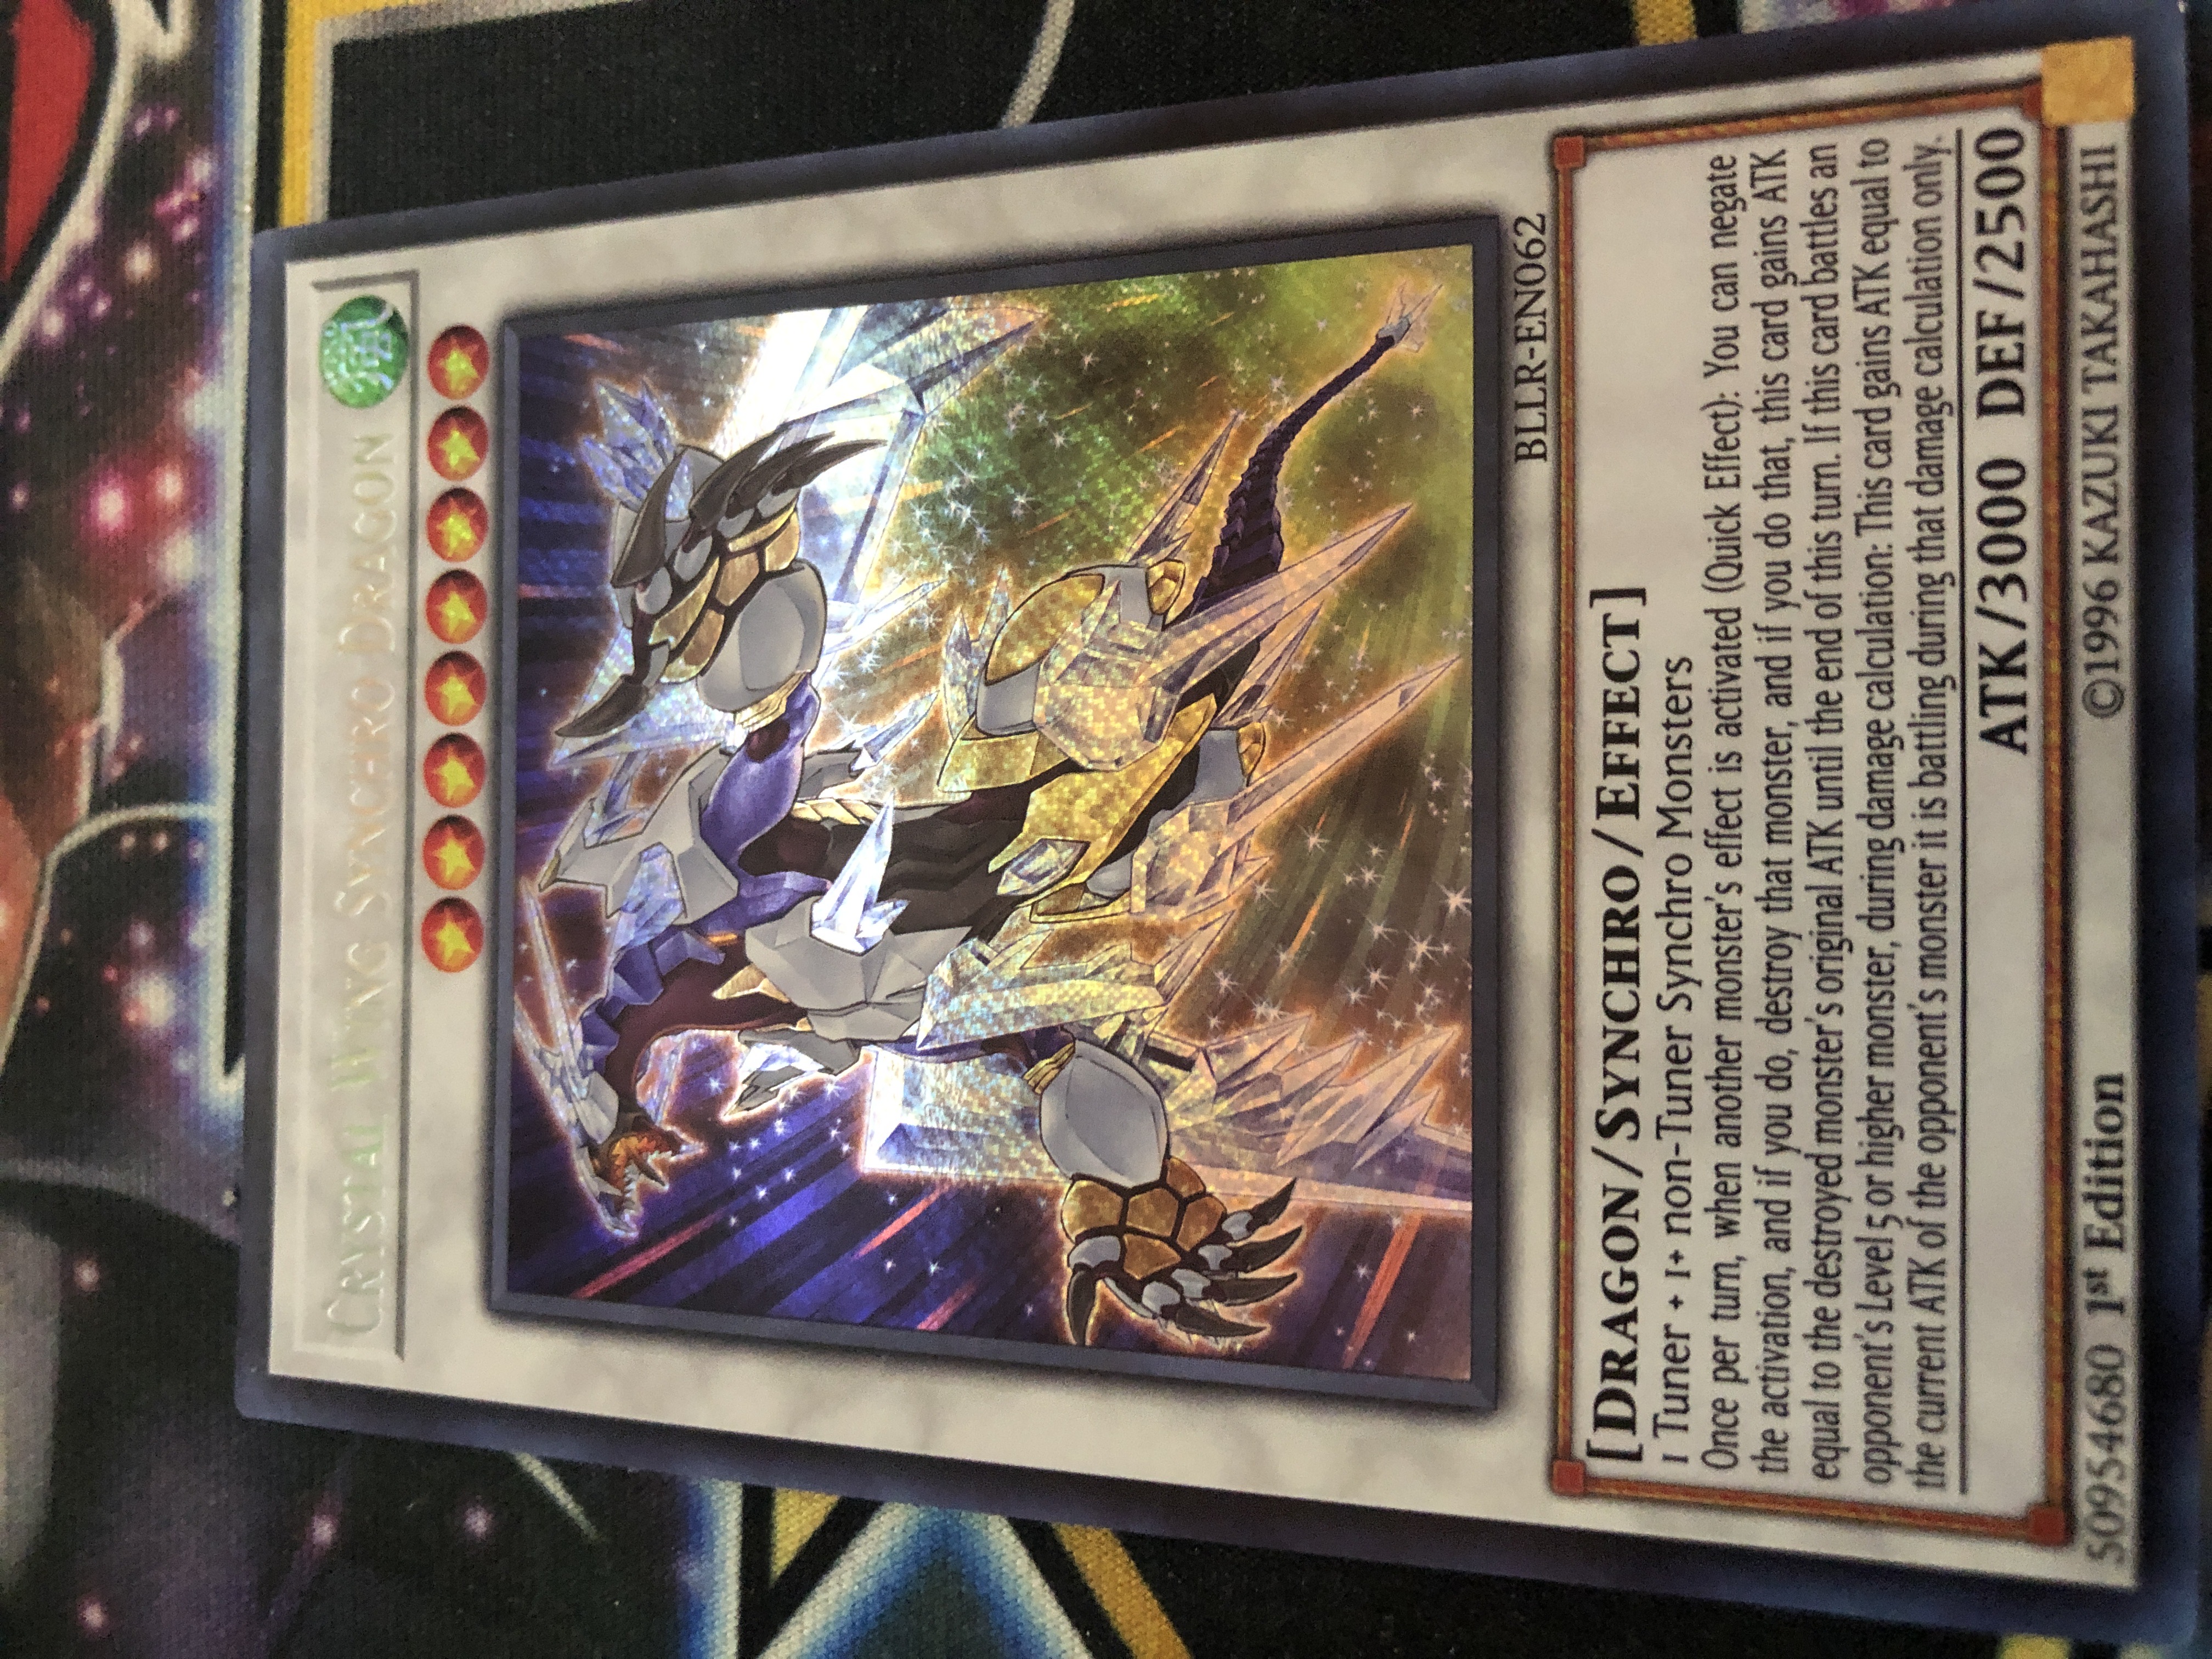 CRYSTAL WING SYNCHRO DRAGON
風
BLLR-EN062
[DRAGON/SYNCHRO/EFFECT]
1 Tuner + 1+ non-Tuner Synchro Monsters
Once per turn, when another monster's effect is activated (Quick Effect): You can negate
the activation, and if you do, destroy that monster, and if you do that, this card gains ATK
equal to the destroyed monster's original ATK until the end of this turn. If this card battles an
opponent's Level 5 or higher monster, during damage calculation: This card gains ATK equal to
the current ATK of the opponent's monster it is battling during that damage calculation only.
ATK/3000 DEF/2500
50954680 1st Edition ©1996 KAZUKI TAKAHASHI